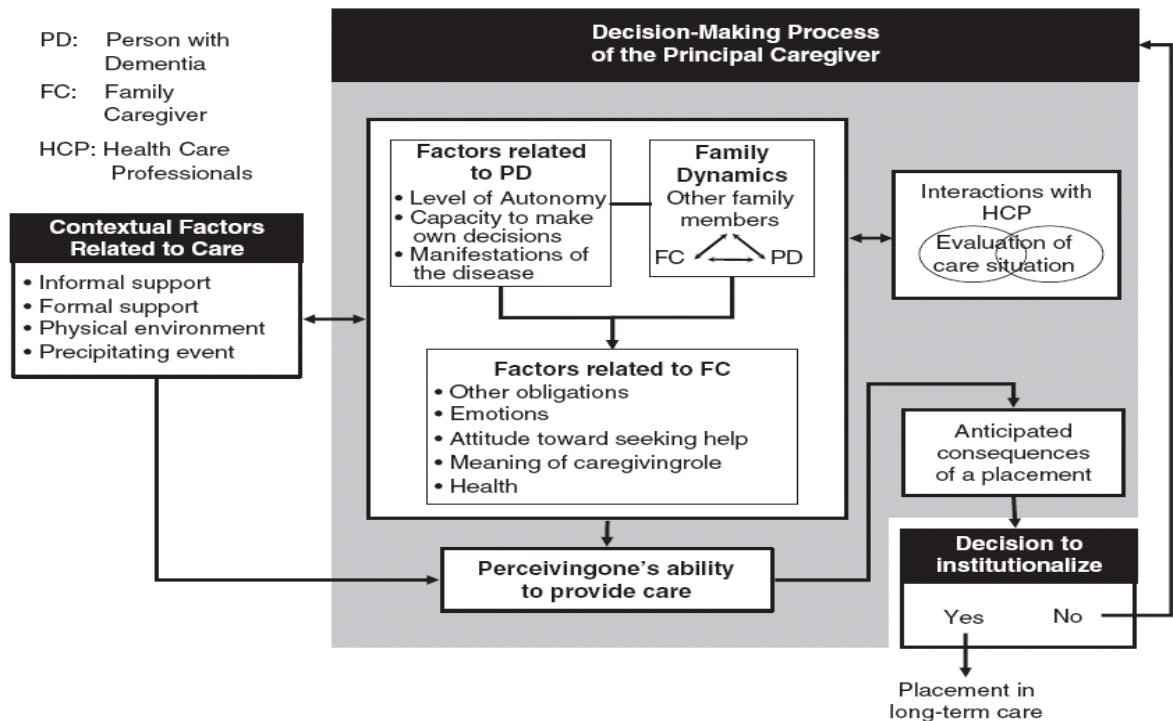 PD: Person with
Dementia
FC: Family
Caregiver
HCP: Health Care
Professionals
Decision-Making Process
of the Principal Caregiver
Contextual Factors
Related to Care
• Informal support
• Formal support
• Physical environment
• Precipitating event
Factors related
to PD
• Level of Autonomy
• Capacity to make
own decisions
• Manifestations of
the disease
Family
Dynamics
Other family
members
FC PD
Interactions with
HCP
Evaluation of
care situation
Factors related to FC
• Other obligations
• Emotions
• Attitude toward seeking help
• Meaning of caregivingrole
• Health
Perceivingone's ability
to provide care
Anticipated
consequences
of a placement
Decision to
institutionalize
Yes No
Placement in
long-term care